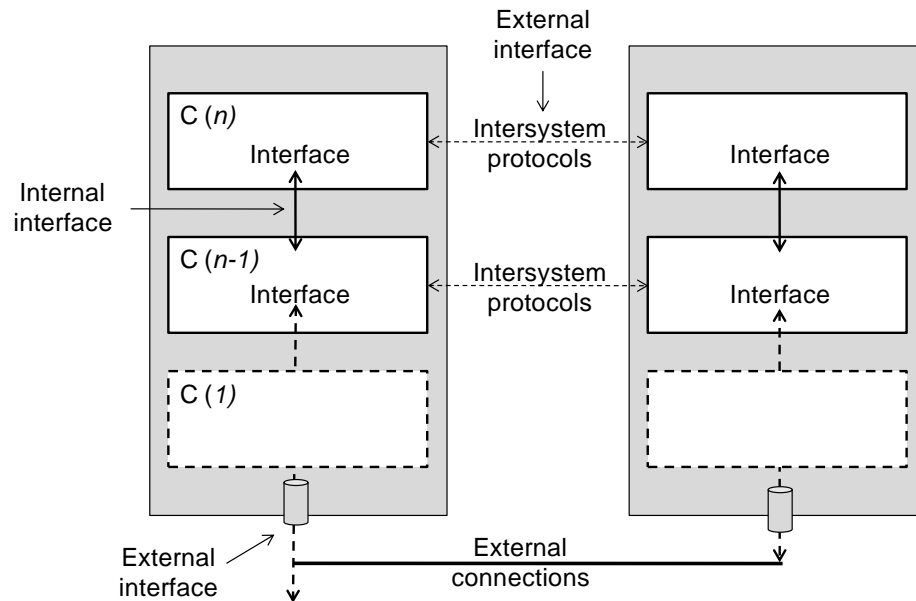 External
interface
C (n)
Interface
Intersystem
protocols
Interface
Internal
interface
C (n-1)
Interface
Intersystem
protocols
Interface
C (1)
External
interface
External
connections